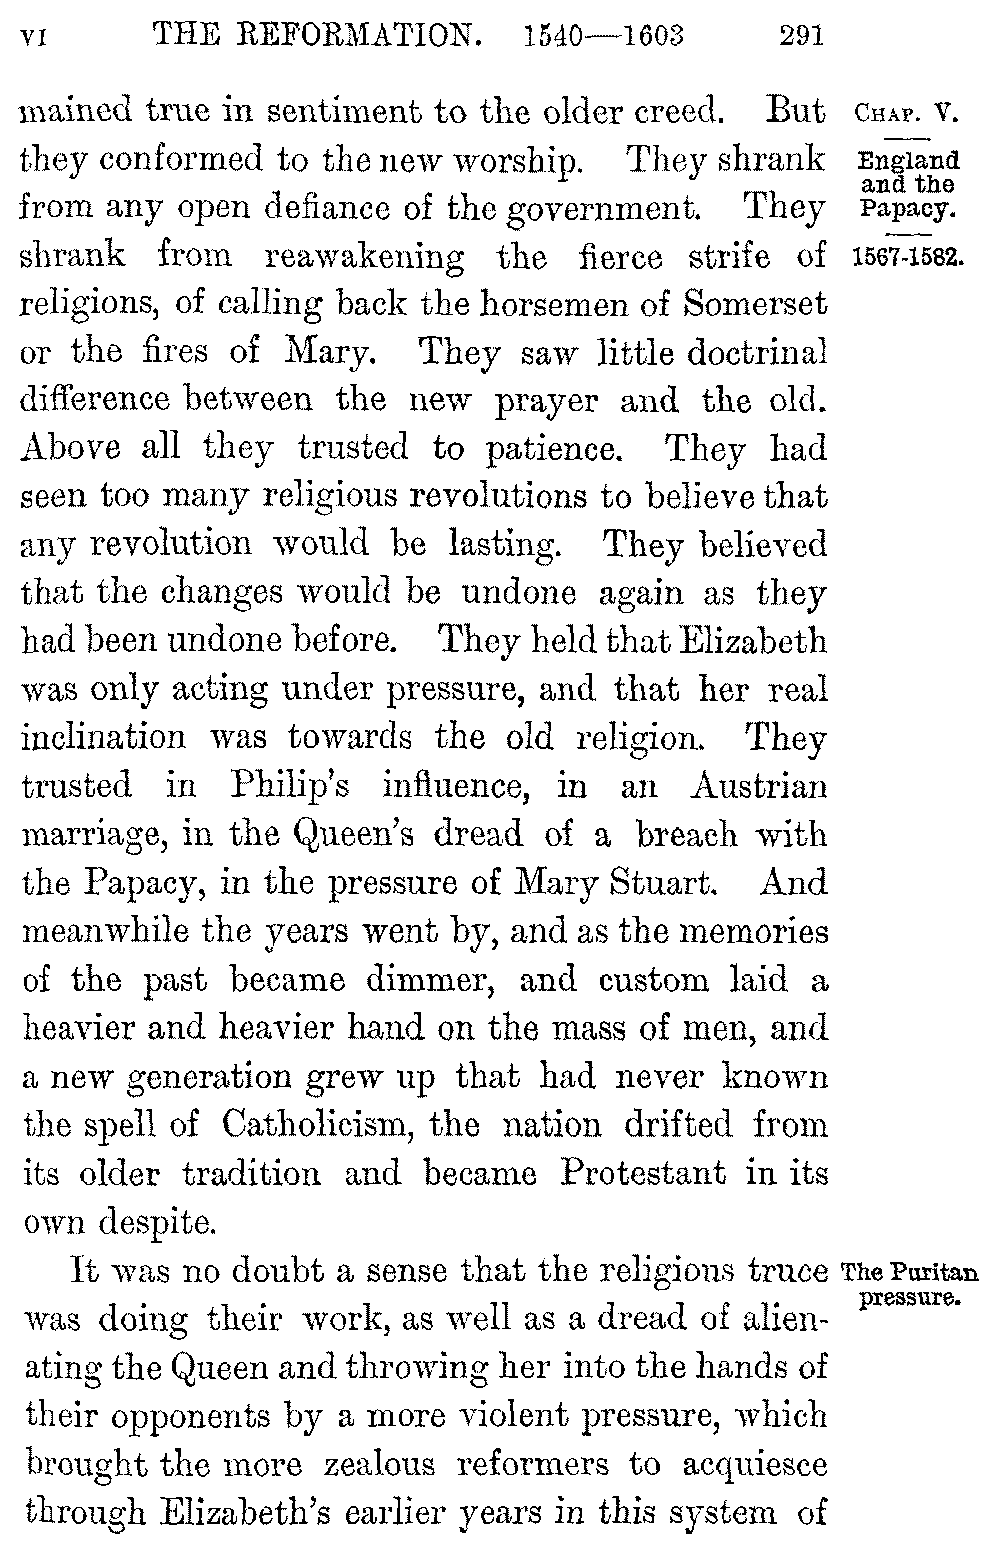 VI THE REFORMATION. 1540—1603 291
mained true in sentiment to the older creed. But
they conformed to the new worship. They shrank
from any open defiance of the government. They
shrank from reawakening the fierce strife of
religions, of calling back the horsemen of Somerset
or the fires of Mary. They saw little doctrinal
difference between the new prayer and the old.
Above all they trusted to patience. They had
seen too many religious revolutions to believe that
any revolution would be lasting. They believed
that the changes would be undone again as they
had been undone before. They held that Elizabeth
was only acting under pressure, and that her real
inclination was towards the old religion. They
trusted in Philip's influence, in an Austrian
marriage, in the Queen's dread of a breach with
the Papacy, in the pressure of Mary Stuart. And
meanwhile the years went by, and as the memories
of the past became dimmer, and custom laid a
heavier and heavier hand on the mass of men, and
a new generation grew up that had never known
the spell of Catholicism, the nation drifted from
its older tradition and became Protestant in its
own despite.
It was no doubt a sense that the religious truce
was doing their work, as well as a dread of alien-
ating the Queen and throwing her into the hands of
their opponents by a more violent pressure, which
brought the more zealous reformers to acquiesce
through Elizabeth's earlier years in this system of
CHAP. V.
England
and the
Papacy.
1567-1582.
The Puritan
pressure.